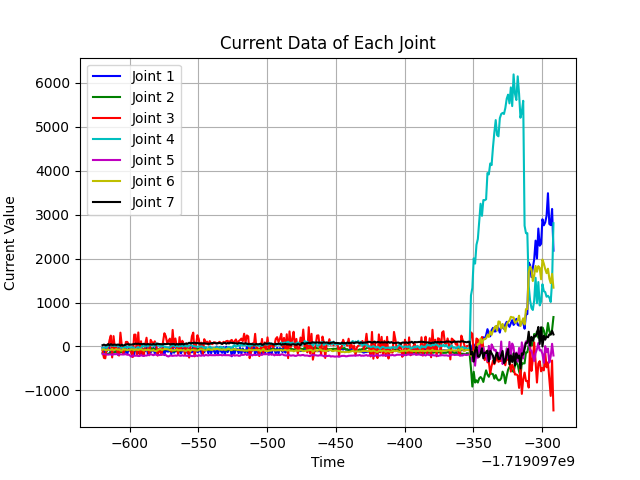 Current Data of Each Joint
Joint 1
Joint 2
Joint 3
Joint 4
Joint 5
Joint 6
Joint 7
Current Value
6000
5000
4000
3000
2000
1000
0
−1000
−600
−550
−500
−450
−400
−350
−300
Time
−1.719097e9